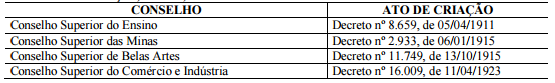 CONSELHO ATO DE CRIAÇÃO
Conselho Superior do Ensino Decreto nº 8.659, de 05/04/1911
Conselho Superior das Minas Decreto nº 2.933, de 06/01/1915
Conselho Superior de Belas Artes Decreto nº 11.749, de 13/10/1915
Conselho Superior do Comércio e Indústria Decreto nº 16.009, de 11/04/1923